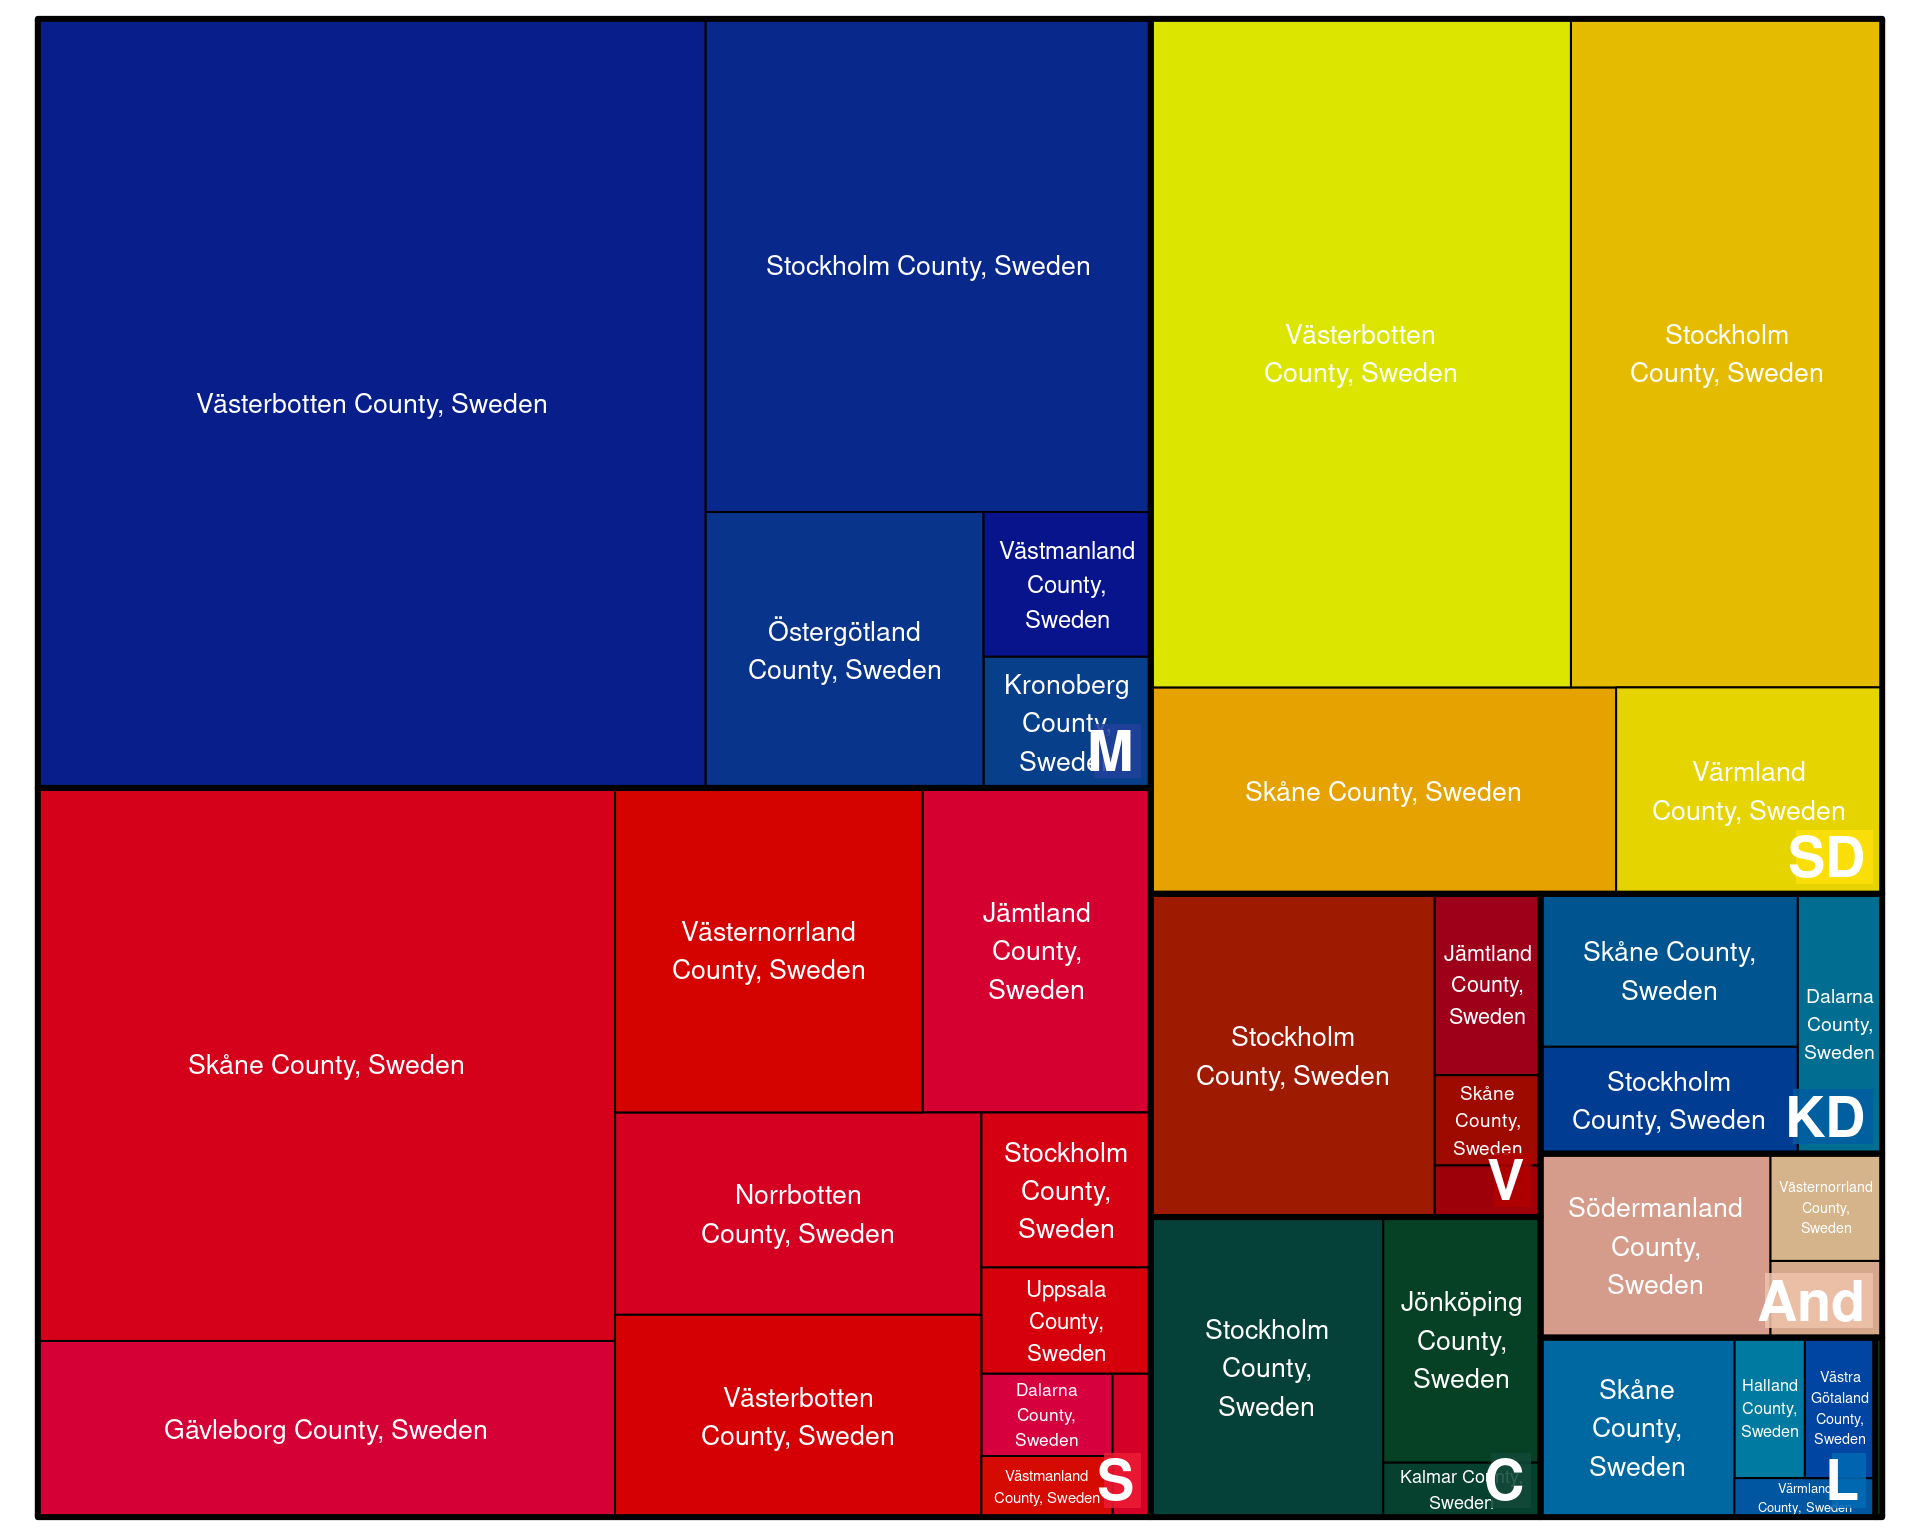 Västerbotten County, Sweden
Stockholm County, Sweden
Östergötland
County, Sweden
Västmanland
County,
Sweden
Kronoberg
County,
Sweden
M
Västerbotten
County, Sweden
Stockholm
County, Sweden
Skåne County, Sweden
Värmland
County, Sweden
SD
Skåne County, Sweden
Gävleborg County, Sweden
Västernorrland
County, Sweden
Jämtland
County,
Sweden
Norrbotten
County, Sweden
Västerbotten
County, Sweden
Stockholm
County,
Sweden
Uppsala
County,
Sweden
Dalarna
County,
Sweden
Västmanland
County, Sweden
S
Stockholm
County, Sweden
Jämtland
County,
Sweden
Skåne
County,
Sweden
V
Stockholm
County,
Sweden
Jönköping
County,
Sweden
Kalmar County,
Sweden
C
Skåne County,
Sweden
Stockholm
County, Sweden
Dalarna
County,
Sweden
KD
Södermanland
County,
Sweden
Västernorrland
County,
Sweden
And
Skåne
County,
Sweden
Halland
County,
Sweden
Västra
Götaland
County,
Sweden
Värmland
County, Sweden
L